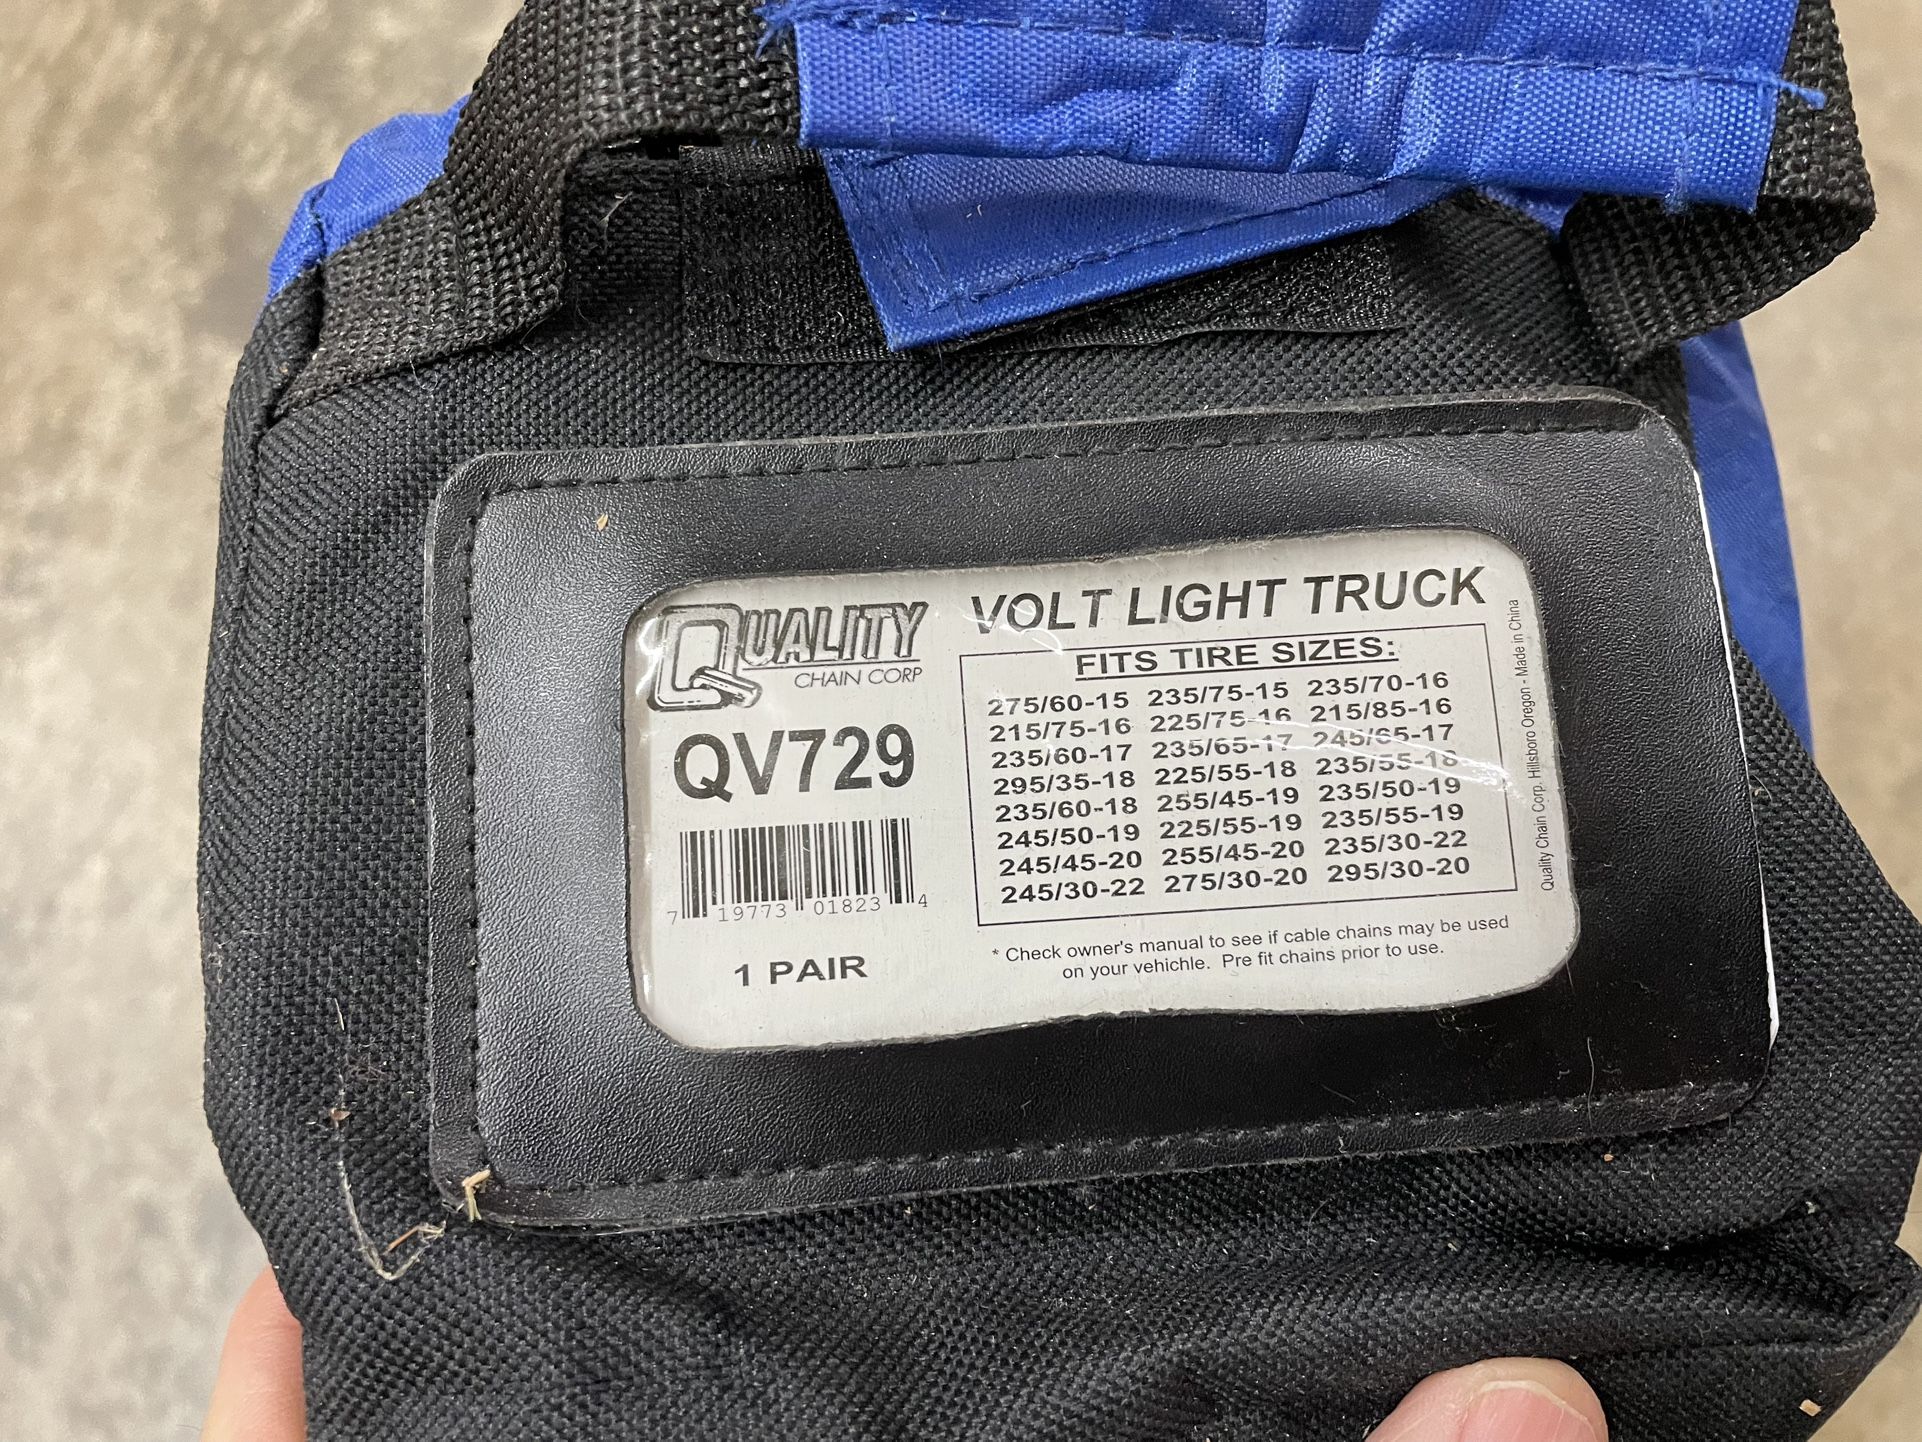 QUALITY
CHAIN CORP
QV729
7 19773 01823 4
1 PAIR
VOLT LIGHT TRUCK
FITS TIRE SIZES:
275/60-15 235/75-15 235/70-16
215/75-16 225/75-16 215/85-16
235/60-17 235/65-17 245/65-17
295/35-18 225/55-18 235/55-18
235/60-18 255/45-19 235/50-19
245/50-19 225/55-19 235/55-19
245/45-20 255/45-20 235/30-22
245/30-22 275/30-20 295/30-20
* Check owner's manual to see if cable chains may be used
on your vehichle. Pre fit chains prior to use.
Quality Chain Corp. Hillsboro Oregon - Made in China